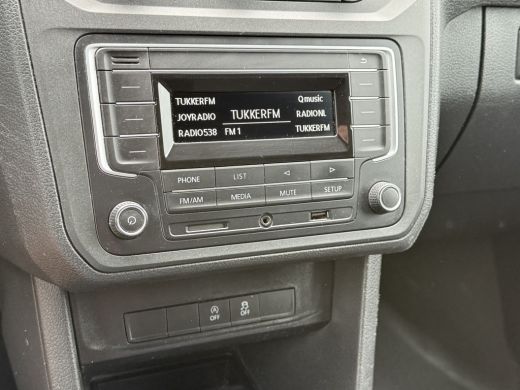 TUKKERFM Qmusic
JOYRADIO TUKKERFM RADIONL
RADIO538 FM 1 TUKKERFM
PHONE LIST
FM/AM MEDIA MUTE SETUP
OFF OFF